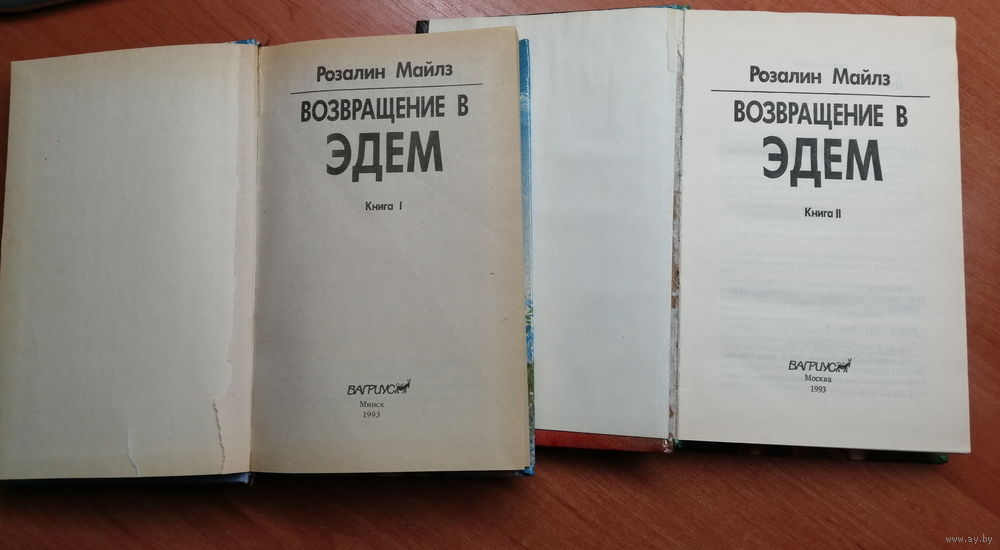 Розалин Майлз
ВОЗВРАЩЕНИЕ В
ЭДЕМ
Книга I
ВАГРИУС
Минск
1993
Розалин Майлз
ВОЗВРАЩЕНИЕ В
ЭДЕМ
Книга II
ВАГРИУС
Москва
1993
www.ay.by